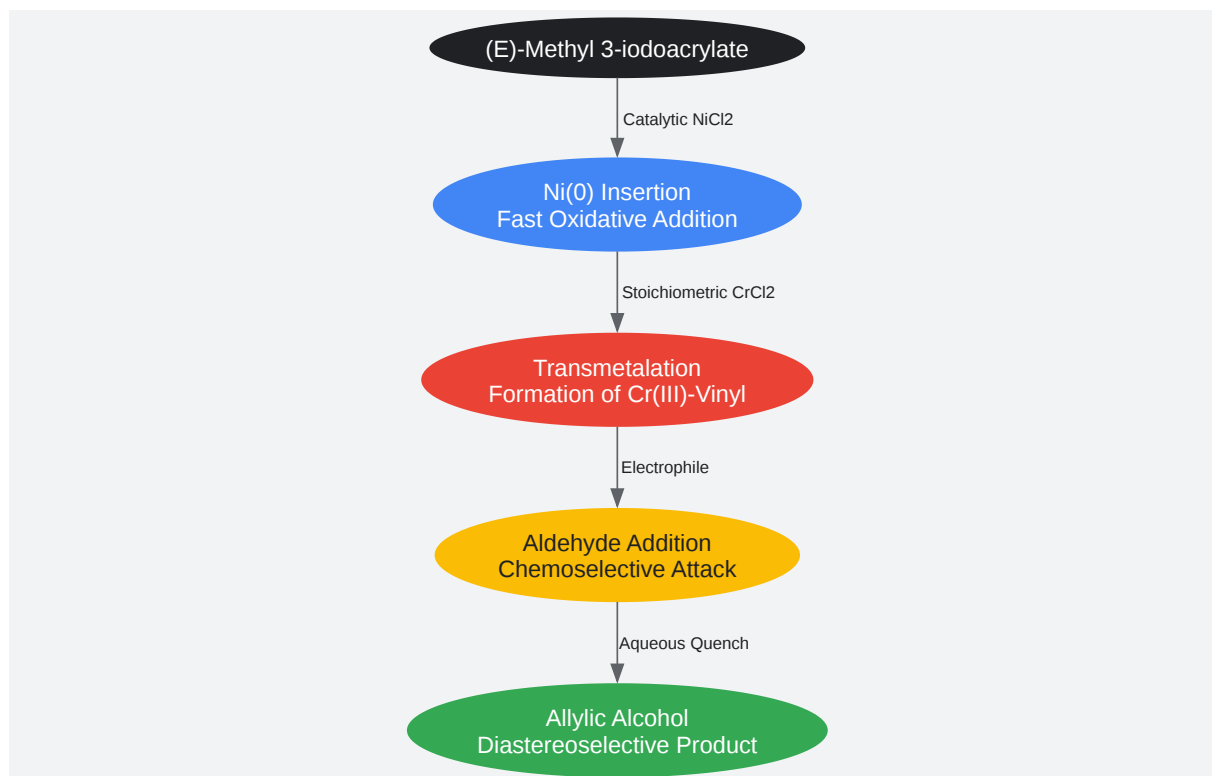 (E)-Methyl 3-iodoacrylate
Catalytic NiCl2
Ni(0) Insertion
Fast Oxidative Addition
Stoichiometric CrCl2
Transmetalation
Formation of Cr(III)-Vinyl
Electrophile
Aldehyde Addition
Chemoselective Attack
Aqueous Quench
Allylic Alcohol
Diastereoselective Product